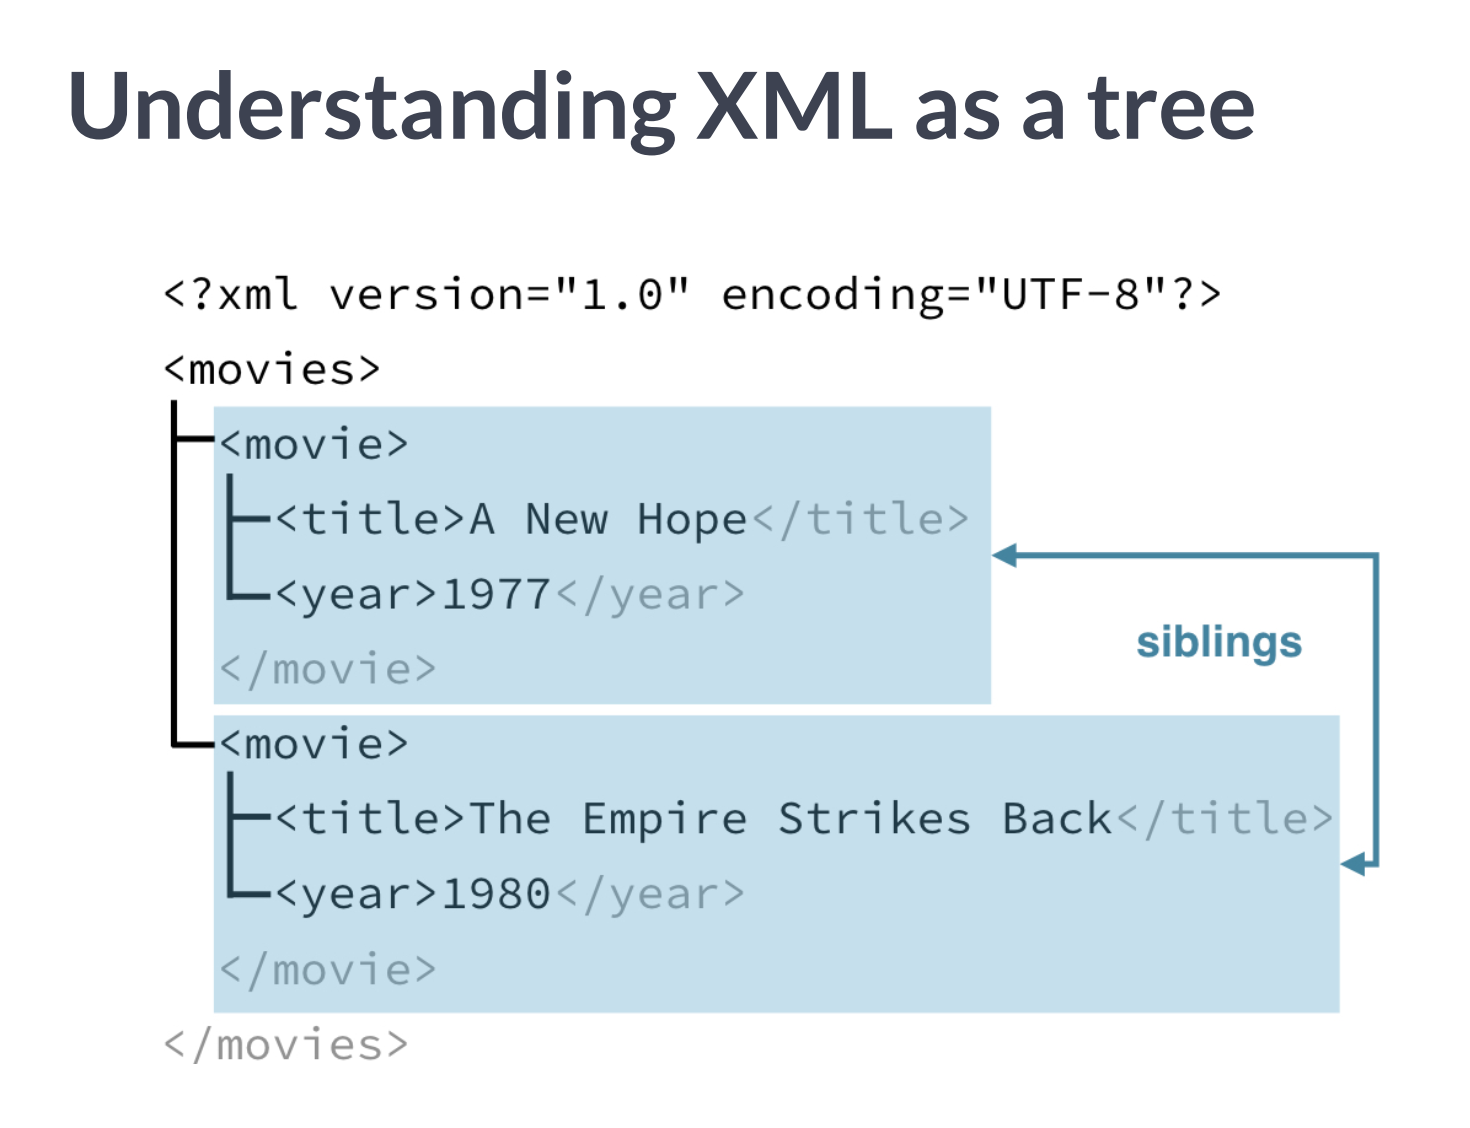 Understanding XML as a tree
<?xml version="1.0" encoding="UTF-8"?>
<movies>
<movie>
<title>A New Hope</title>
<year>1977</year>
siblings
</movie>
<movie>
<title>The Empire Strikes Back</title>
<year>1980</year>
</movie>
</movies>